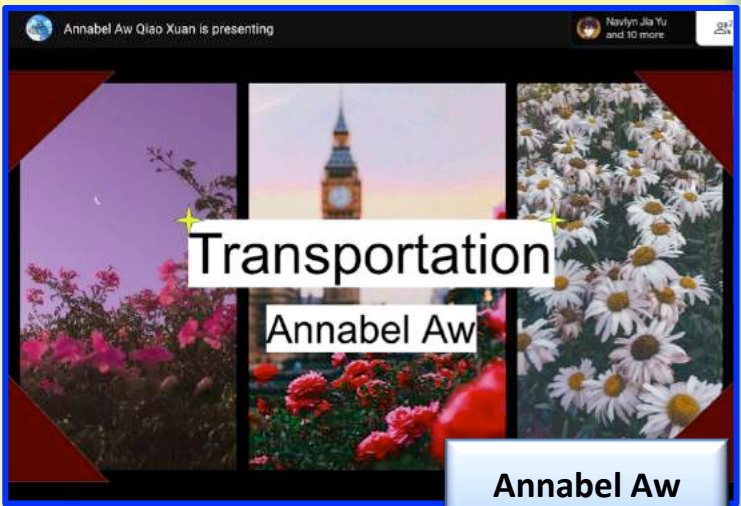 Annabel Aw Qiao Xuan is presenting
Navlyn Jia Yu
and 10 more
Transportation
Annabel Aw
Annabel Aw